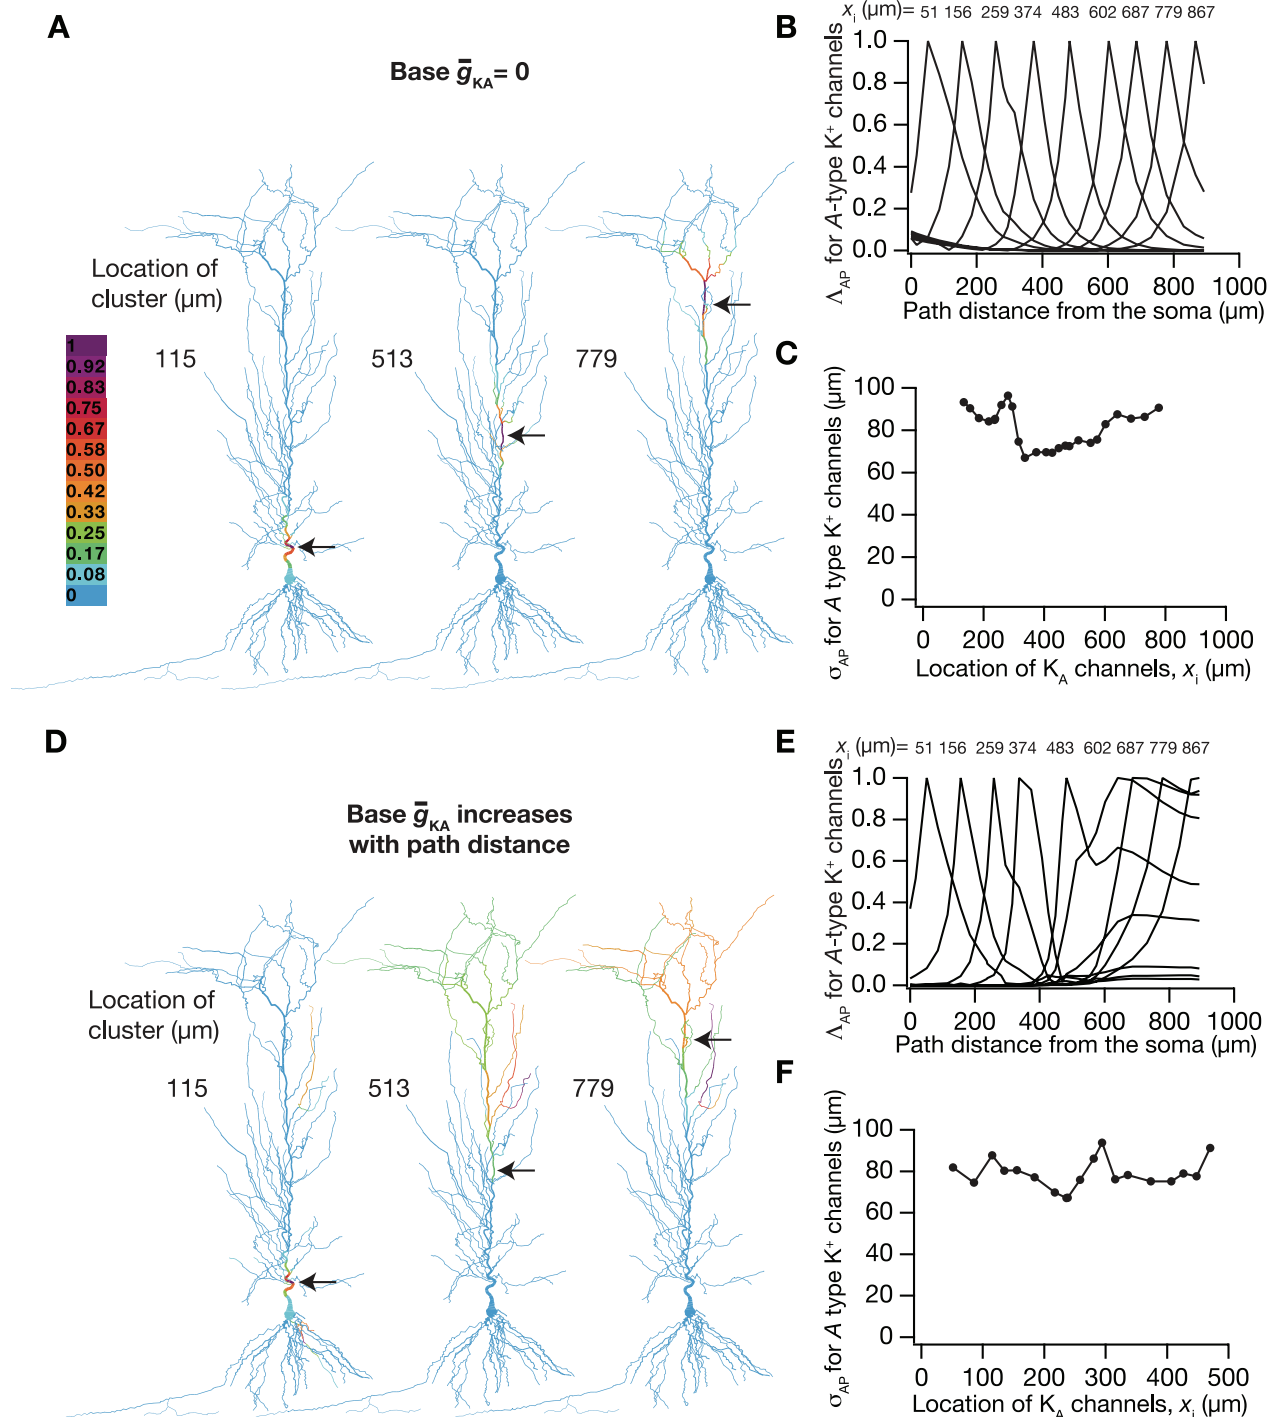 A
Base g̅KA = 0
Location of
cluster (µm)
115
513
779
1
0.92
0.83
0.75
0.67
0.58
0.50
0.42
0.33
0.25
0.17
0.08
0
B
xi (µm)= 51 156 259 374 483 602 687 779 867
ΛAP for A-type K+ channels
1.0
0.8
0.6
0.4
0.2
0.0
0 200 400 600 800 1000
Path distance from the soma (µm)
C
σAP for A type K+ channels (µm)
100
80
60
40
20
0
0 200 400 600 800 1000
Location of KA channels, xi (µm)
D
Base g̅KA increases
with path distance
Location of
cluster (µm)
115
513
779
E
xi (µm)= 51 156 259 374 483 602 687 779 867
ΛAP for A-type K+ channels
1.0
0.8
0.6
0.4
0.2
0.0
0 200 400 600 800 1000
Path distance from the soma (µm)
F
σAP for A type K+ channels (µm)
100
80
60
40
20
0
0 100 200 300 400 500
Location of KA channels, xi (µm)